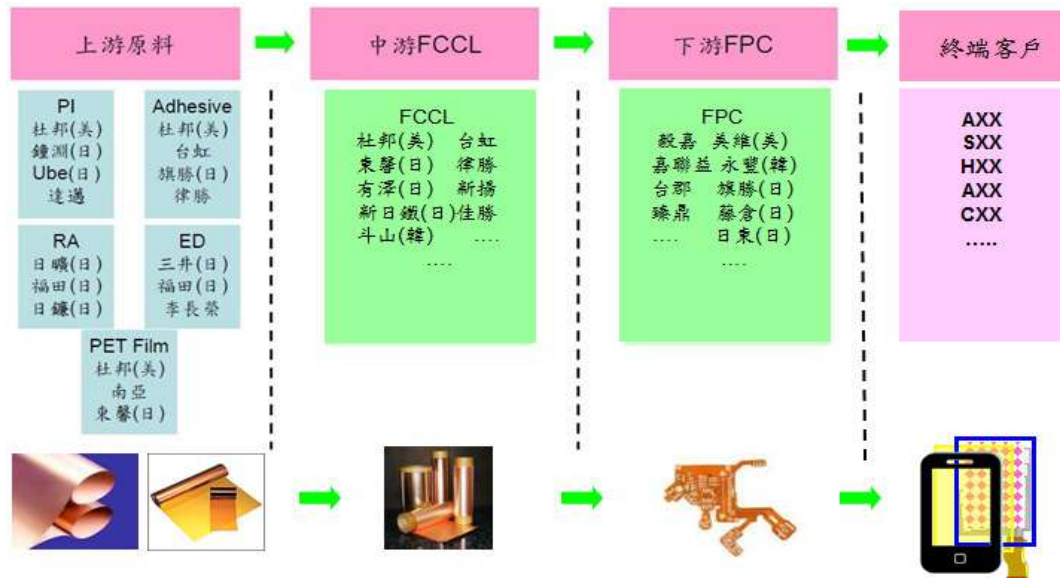 上游原料
中游FCCL
下游FPC
終端客戶
PI
杜邦(美)
鐘淵(日)
Ube(日)
達邁
Adhesive
杜邦(美)
台虹
旗勝(日)
律勝
RA
日礦(日)
福田(日)
日鐮(日)
ED
三井(日)
福田(日)
李長榮
PET Film
杜邦(美)
南亞
東馨(日)
FCCL
杜邦(美) 台虹
東馨(日) 律勝
有澤(日) 新揚
新日鐵(日)佳勝
斗山(韓) ....
....
FPC
毅嘉 美維(美)
嘉聯益 永豐(韓)
台郡 旗勝(日)
臻鼎 藤倉(日)
.... 日東(日)
....
AXX
SXX
HXX
AXX
CXX
.....